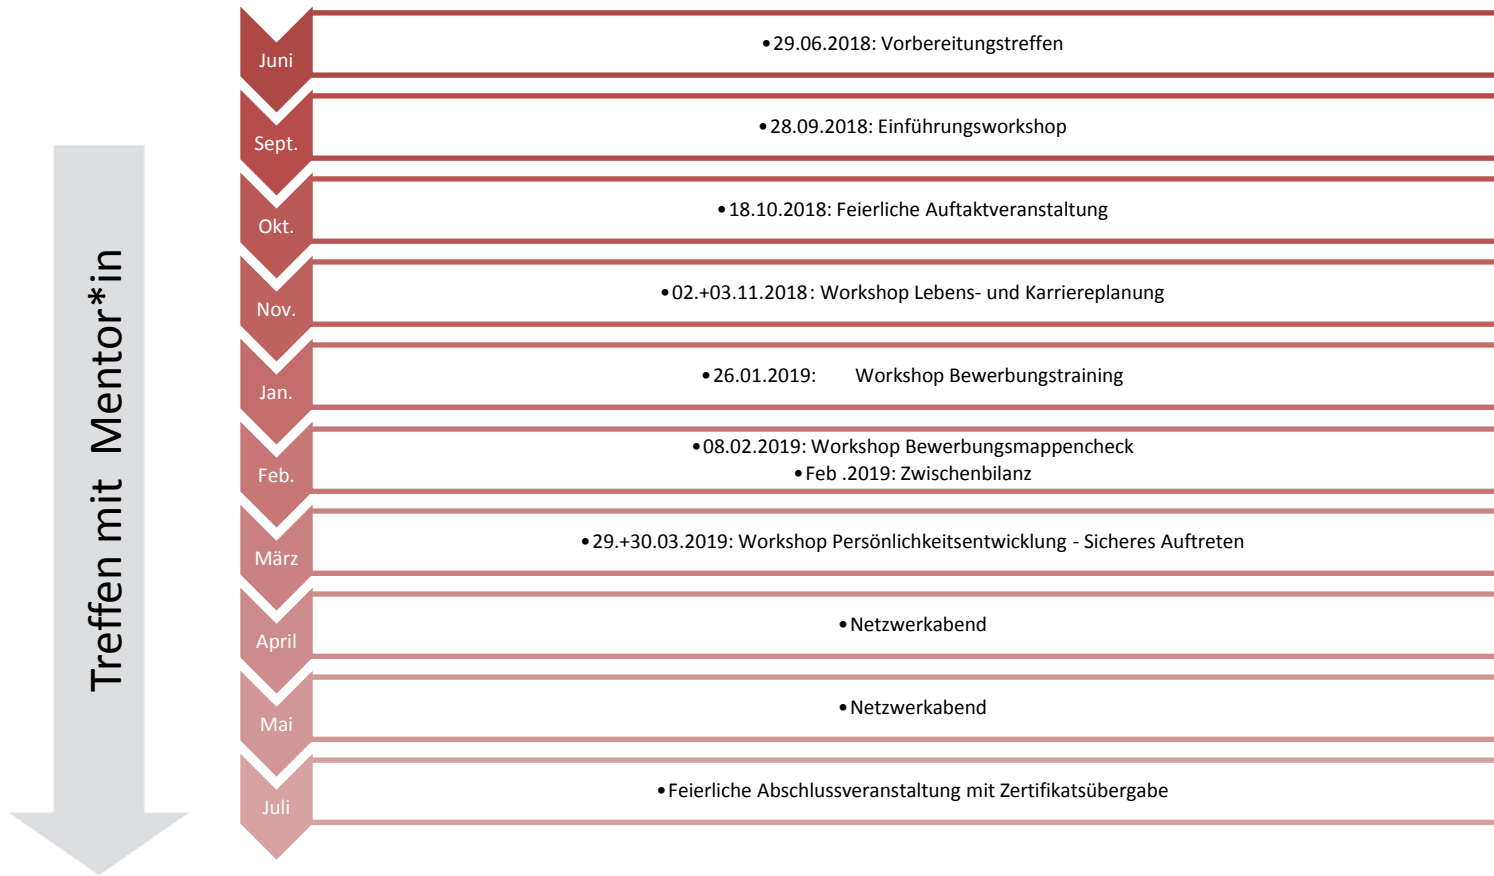 Treffen mit Mentor*in
Juni
•29.06.2018: Vorbereitungstreffen
Sept.
•28.09.2018: Einführungsworkshop
Okt.
•18.10.2018: Feierliche Auftaktveranstaltung
Nov.
•02.+03.11.2018: Workshop Lebens- und Karriereplanung
Jan.
•26.01.2019: Workshop Bewerbungstraining
Feb.
•08.02.2019: Workshop Bewerbungsmappencheck
•Feb .2019: Zwischenbilanz
März
•29.+30.03.2019: Workshop Persönlichkeitsentwicklung - Sicheres Auftreten
April
•Netzwerkabend
Mai
•Netzwerkabend
Juli
•Feierliche Abschlussveranstaltung mit Zertifikatsübergabe